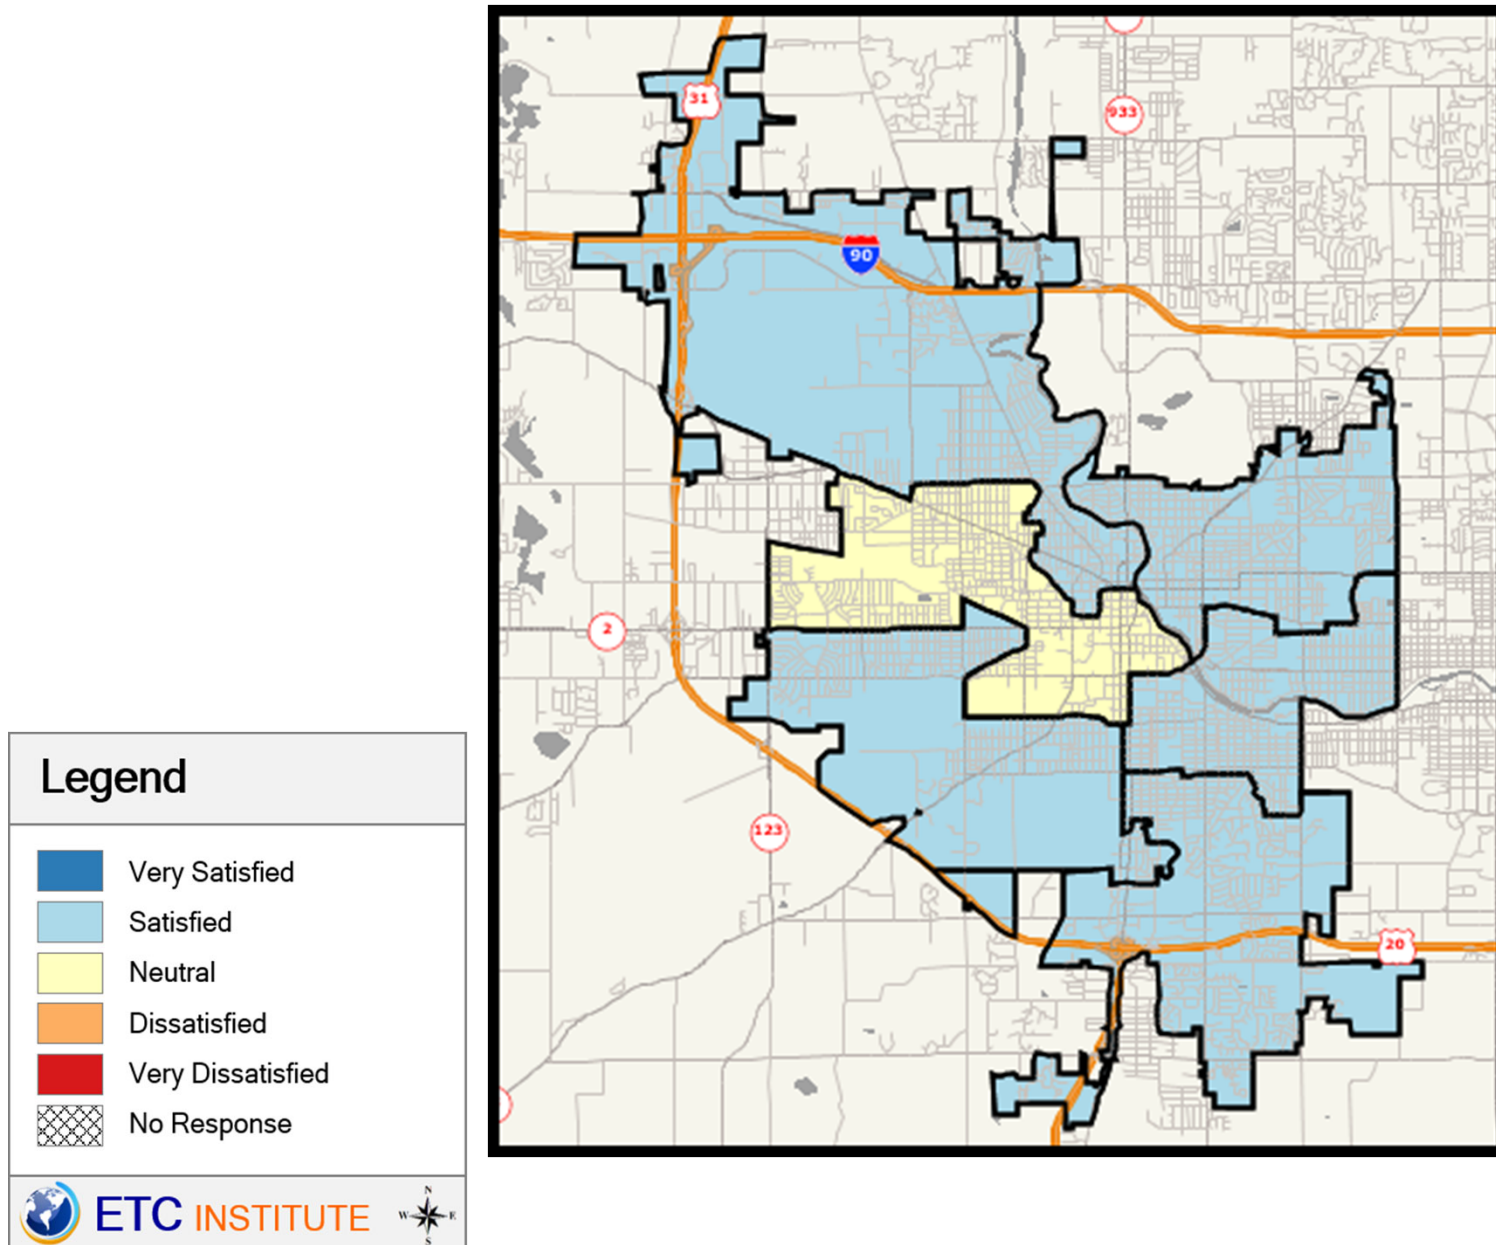 31
933
90
2
123
20
Legend
Very Satisfied
Satisfied
Neutral
Dissatisfied
Very Dissatisfied
No Response
ETC INSTITUTE
N
W E
S